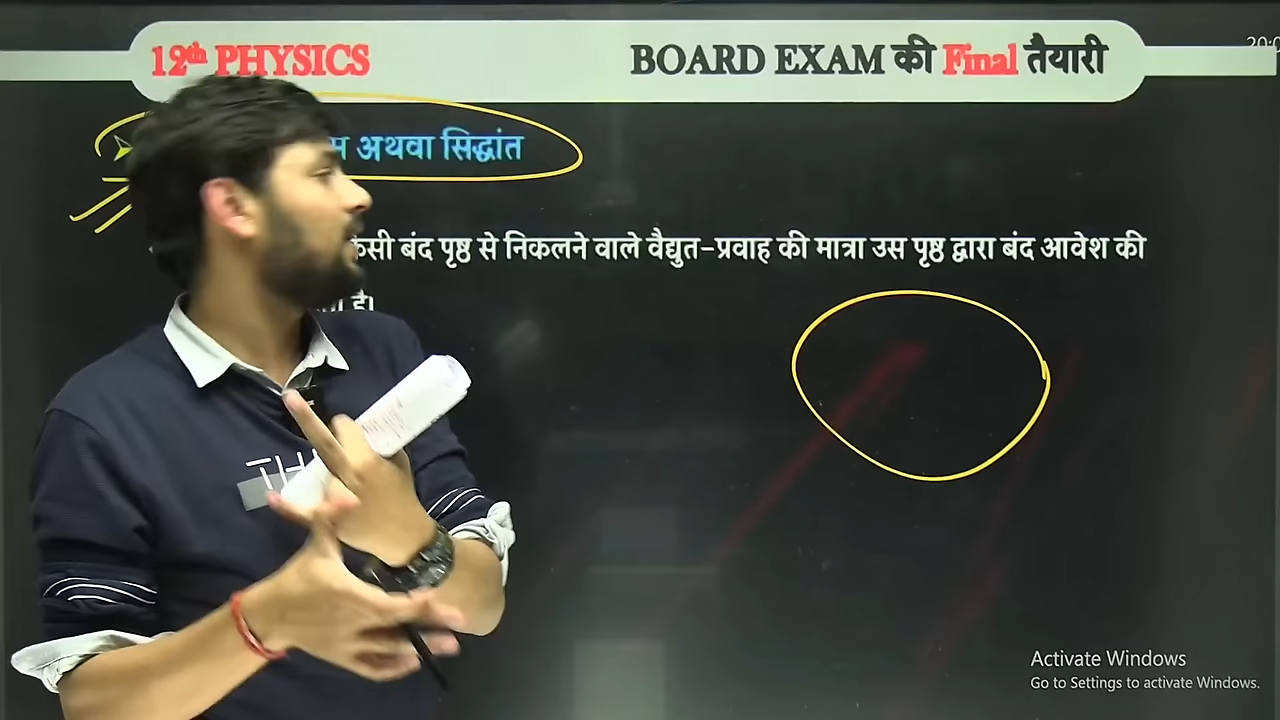 12th PHYSICS
BOARD EXAM की Final तैयारी
अथवा सिद्धांत
बंद पृष्ठ से निकलने वाले वैद्युत-प्रवाह की मात्रा उस पृष्ठ द्वारा बंद आवेश की
है।
Activate Windows
Go to Settings to activate Windows.